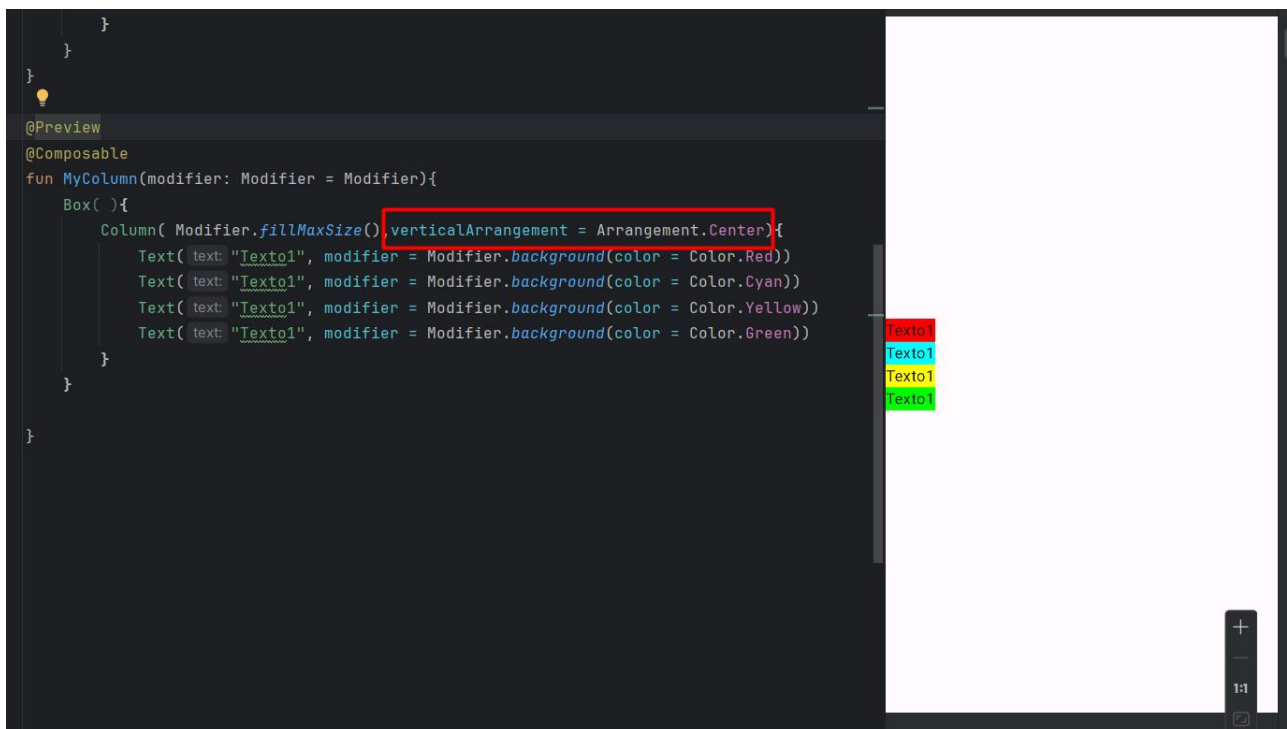 }
}
}
@Preview
@Composable
fun MyColumn(modifier: Modifier = Modifier){
Box( ){
Column( Modifier.fillMaxSize(),verticalArrangement = Arrangement.Center){
Text( text: "Texto1", modifier = Modifier.background(color = Color.Red))
Text( text: "Texto1", modifier = Modifier.background(color = Color.Cyan))
Text( text: "Texto1", modifier = Modifier.background(color = Color.Yellow))
Text( text: "Texto1", modifier = Modifier.background(color = Color.Green))
}
}
}
Texto1
Texto1
Texto1
Texto1
+
—
1:1